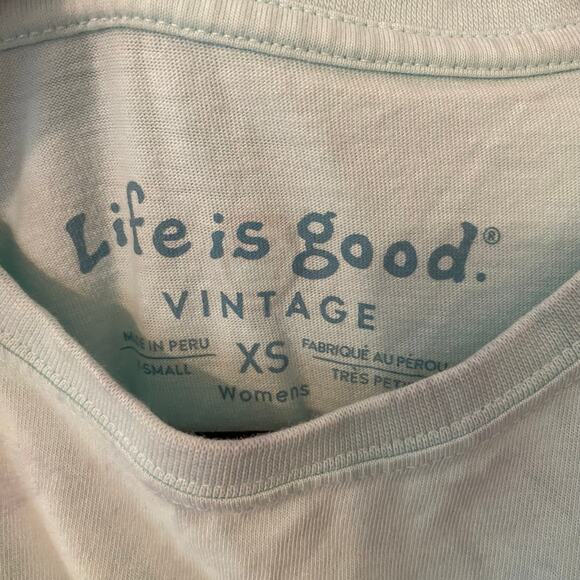 Life is good.®
VINTAGE
MADE IN PERU XS FABRIQUÉ AU PÉROU
SMALL TRÈS PETIT
Womens